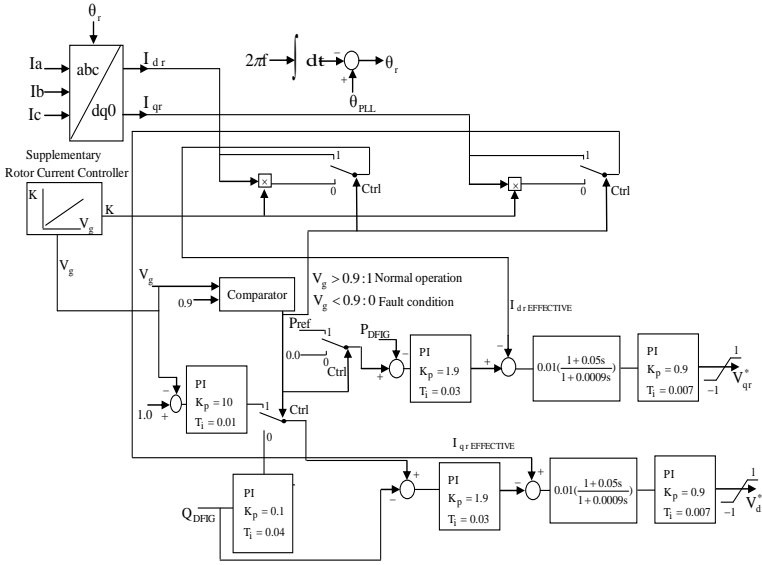 θr
Ia
Ib
Ic
abc
dq0
I dr
I qr
2πf ∫ dt
−
+
θr
θPLL
Supplementary
Rotor Current Controller
K
Vg
K
×
1
0
Ctrl
×
1
0
Ctrl
Vg
Vg
0.9
Comparator
Vg > 0.9 : 1 Normal operation
Vg < 0.9 : 0 Fault condition
I dr EFFECTIVE
Pref
0.0
1
0
Ctrl
PDFIG
−
+
PI
Kp = 1.9
Ti = 0.03
−
+
0.01(1 + 0.05s / 1 + 0.0009s)
PI
Kp = 0.9
Ti = 0.007
1
−1
V*qr
1.0
−
+
PI
Kp = 10
Ti = 0.01
1
0
Ctrl
I qr EFFECTIVE
QDFIG
PI
Kp = 0.1
Ti = 0.04
+
−
PI
Kp = 1.9
Ti = 0.03
+
−
0.01(1 + 0.05s / 1 + 0.0009s)
PI
Kp = 0.9
Ti = 0.007
1
−1
V*d